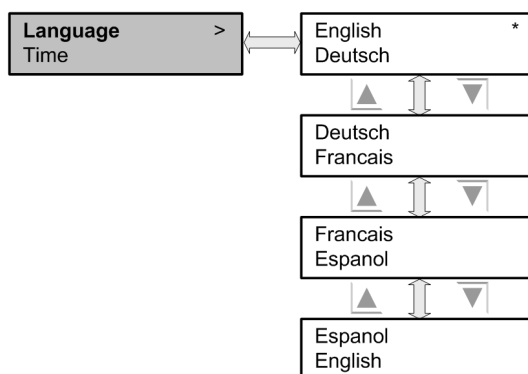 Language >
Time
English *
Deutsch
Deutsch
Francais
Francais
Espanol
Espanol
English